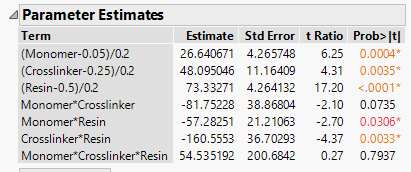 Parameter Estimates
Term Estimate Std Error t Ratio Prob>|t|
(Monomer-0.05)/0.2 26.640671 4.265748 6.25 0.0004*
(Crosslinker-0.25)/0.2 48.095046 11.16409 4.31 0.0035*
(Resin-0.5)/0.2 73.33271 4.264132 17.20 <.0001*
Monomer*Crosslinker -81.75228 38.86804 -2.10 0.0735
Monomer*Resin -57.28251 21.21063 -2.70 0.0306*
Crosslinker*Resin -160.5553 36.70293 -4.37 0.0033*
Monomer*Crosslinker*Resin 54.535192 200.6842 0.27 0.7937